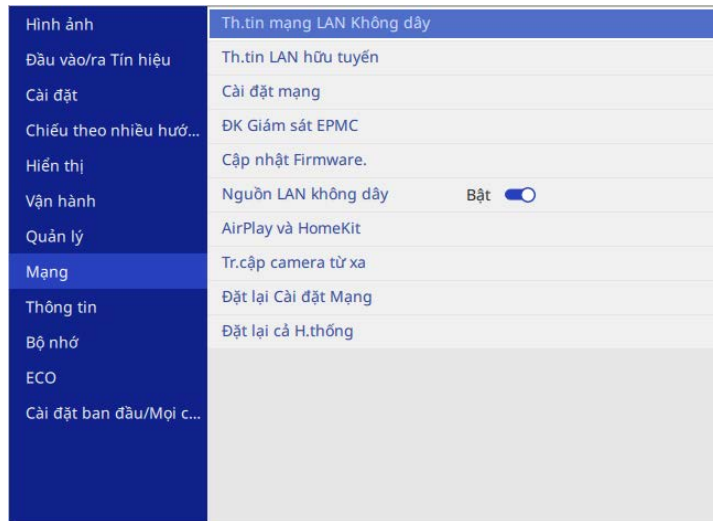 Hình ảnh
Đầu vào/ra Tín hiệu
Cài đặt
Chiếu theo nhiều hướ...
Hiển thị
Vận hành
Quản lý
Mạng
Thông tin
Bộ nhớ
ECO
Cài đặt ban đầu/Mọi c...
Th.tin mạng LAN Không dây
Th.tin LAN hữu tuyến
Cài đặt mạng
ĐK Giám sát EPMC
Cập nhật Firmware.
Nguồn LAN không dây Bật
AirPlay và HomeKit
Tr.cập camera từ xa
Đặt lại Cài đặt Mạng
Đặt lại cả H.thống